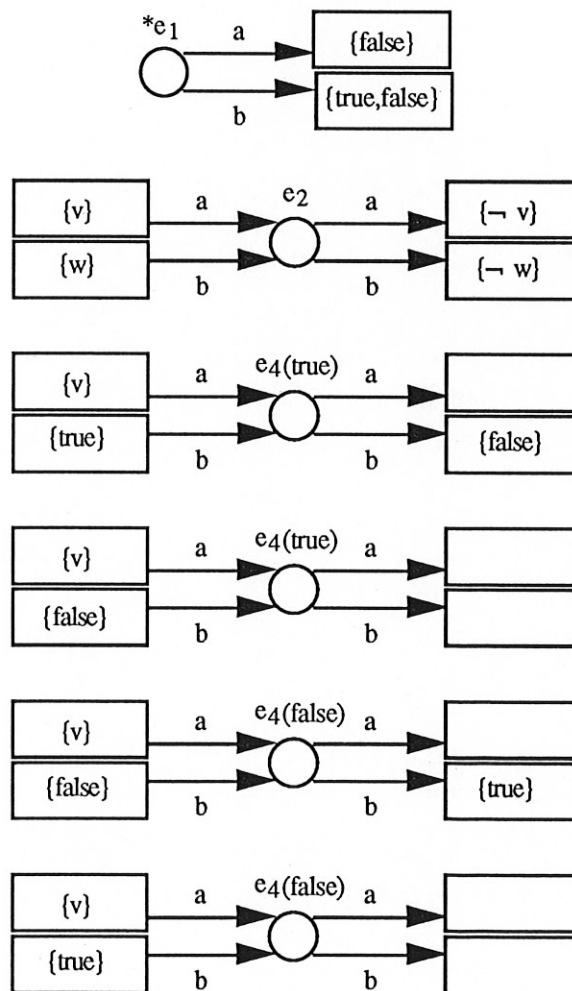 *e1 a {false}
b {true,false}
{v} a e2 a {¬ v}
{w} b b {¬ w}
{v} a e4(true) a
{true} b b {false}
{v} a e4(true) a
{false} b b
{v} a e4(false) a
{false} b b {true}
{v} a e4(false) a
{true} b b